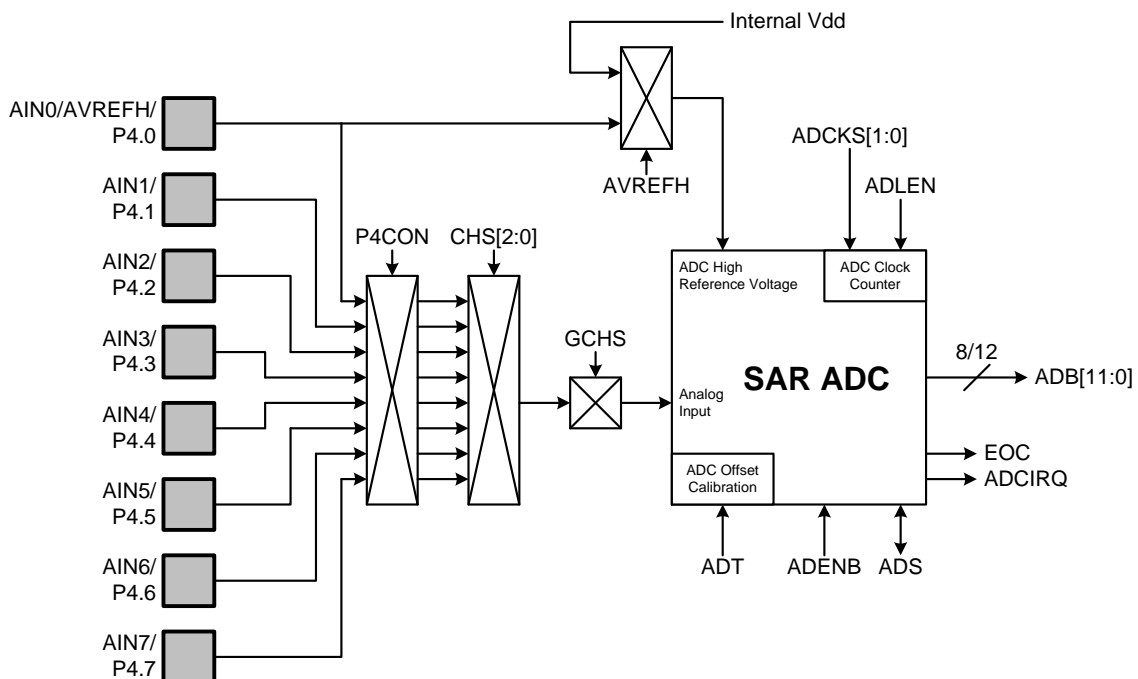 Internal Vdd
AIN0/AVREFH/
P4.0
AVREFH
ADCKS[1:0]
ADLEN
AIN1/
P4.1
P4CON
CHS[2:0]
AIN2/
P4.2
ADC High
Reference Voltage
ADC Clock
Counter
AIN3/
P4.3
GCHS
SAR ADC
8/12
ADB[11:0]
Analog
Input
AIN4/
P4.4
EOC
ADCIRQ
ADC Offset
Calibration
AIN5/
P4.5
ADT
ADENB
ADS
AIN6/
P4.6
AIN7/
P4.7